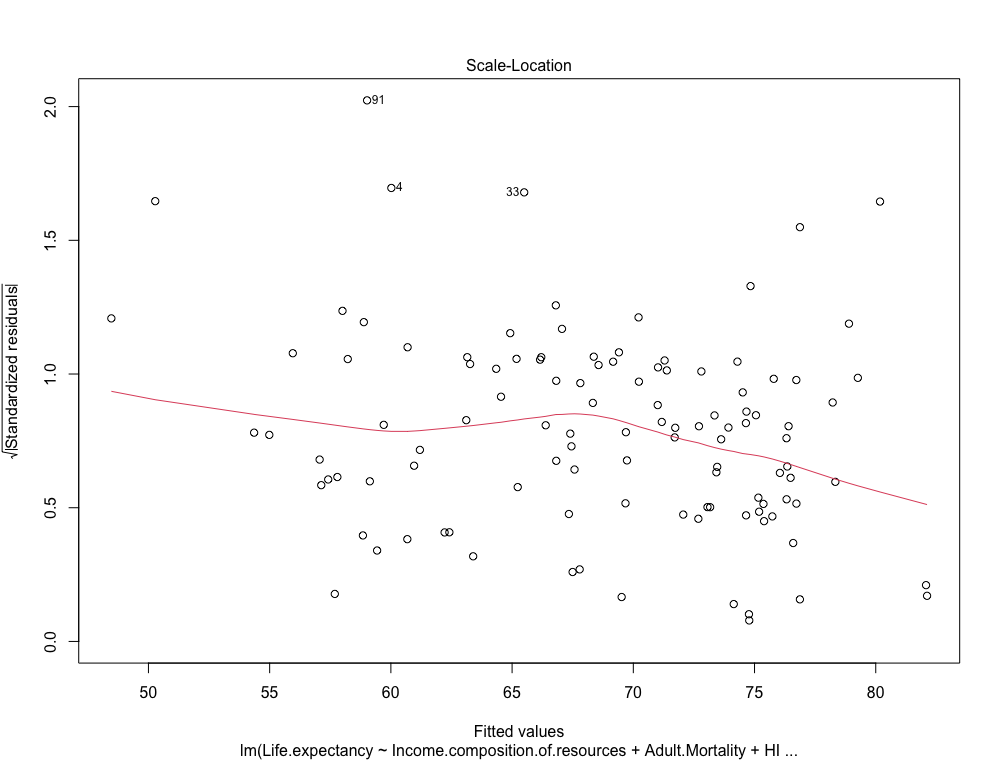 Scale-Location
√|Standardized residuals|
2.0
1.5
1.0
0.5
0.0
91
4
33
50 55 60 65 70 75 80
Fitted values
lm(Life.expectancy ~ Income.composition.of.resources + Adult.Mortality + HI ...